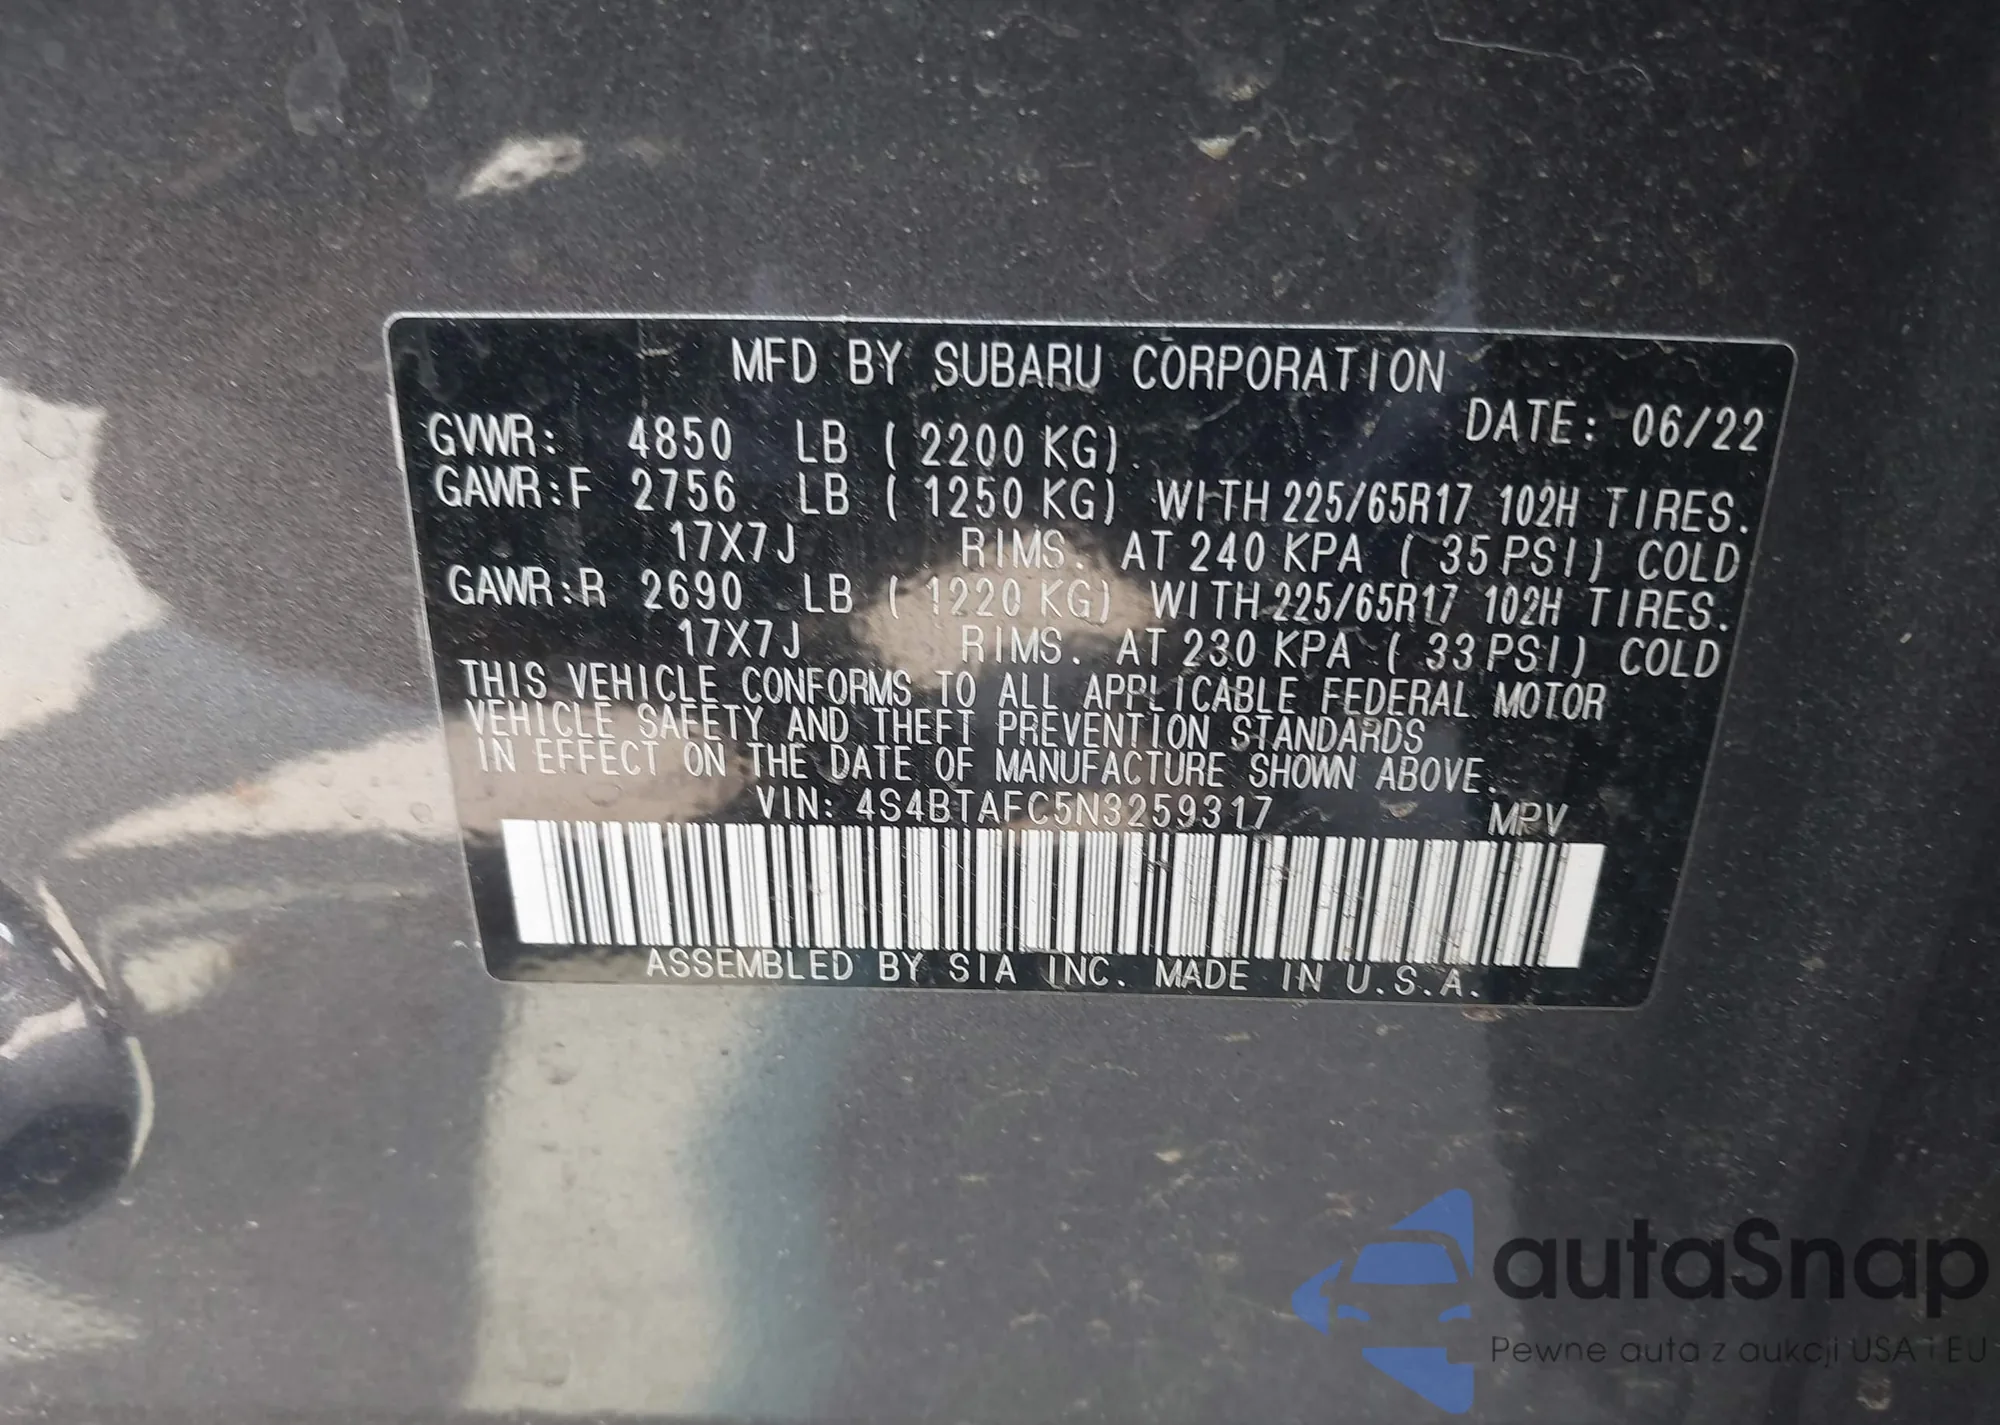 MFD BY SUBARU CORPORATION
DATE: 06/22
GVWR: 4850 LB ( 2200 KG)
GAWR:F 2756 LB ( 1250 KG) WITH 225/65R17 102H TIRES.
17X7J RIMS. AT 240 KPA ( 35 PSI) COLD
GAWR:R 2690 LB ( 1220 KG) WITH 225/65R17 102H TIRES.
17X7J RIMS. AT 230 KPA ( 33 PSI) COLD
THIS VEHICLE CONFORMS TO ALL APPLICABLE FEDERAL MOTOR
VEHICLE SAFETY AND THEFT PREVENTION STANDARDS
IN EFFECT ON THE DATE OF MANUFACTURE SHOWN ABOVE.
VIN: 4S4BTAFC5N3259317 MPV
ASSEMBLED BY SIA INC. MADE IN U.S.A.
autaSnap
Pewne auta z aukcji USA i EU